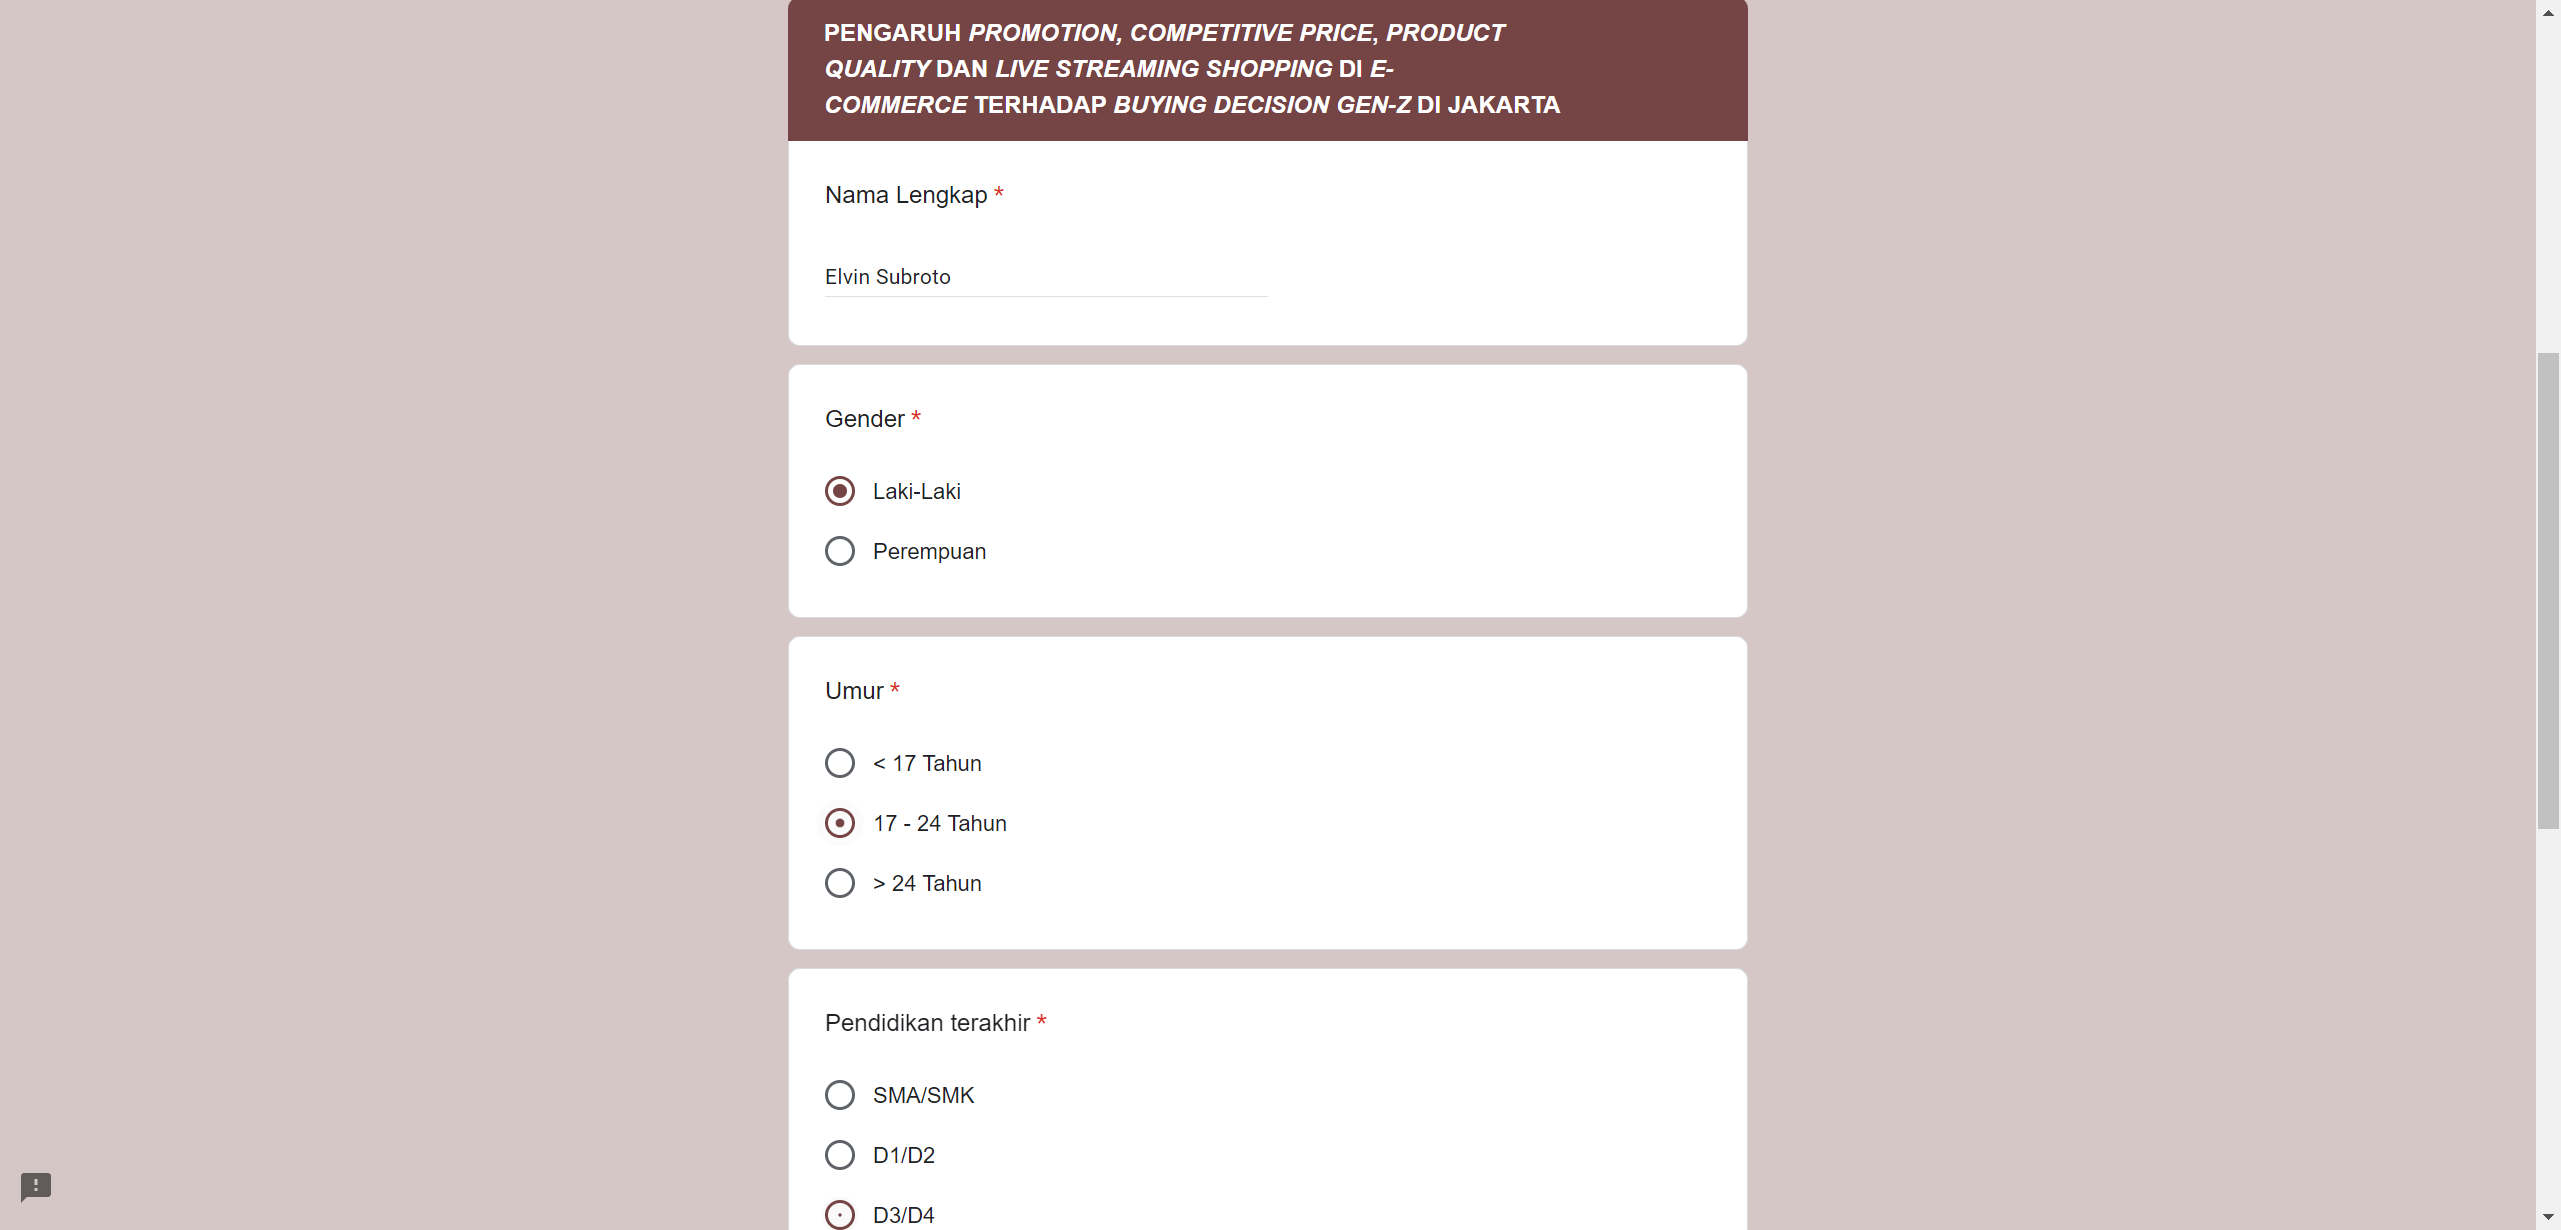 PENGARUH PROMOTION, COMPETITIVE PRICE, PRODUCT
QUALITY DAN LIVE STREAMING SHOPPING DI E-
COMMERCE TERHADAP BUYING DECISION GEN-Z DI JAKARTA
Nama Lengkap *
Elvin Subroto
Gender *
Laki-Laki
Perempuan
Umur *
< 17 Tahun
17 - 24 Tahun
> 24 Tahun
Pendidikan terakhir *
SMA/SMK
D1/D2
D3/D4